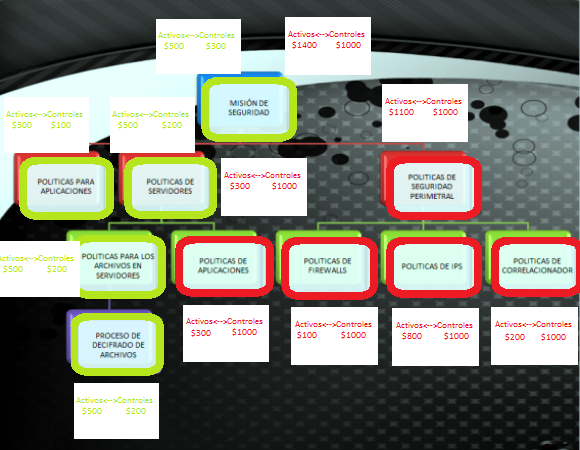 Activos<-->Controles
$500 $300
Activos<-->Controles
$1400 $1000
MISIÓN DE
SEGURIDAD
Activos<-->Controles
$500 $100
Activos<-->Controles
$500 $200
Activos<-->Controles
$1100 $1000
POLITICAS PARA
APLICACIONES
POLITICAS DE
SERVIDORES
Activos<-->Controles
$300 $1000
POLITICAS DE
SEGURIDAD
PERIMETRAL
Activos<-->Controles
$500 $200
POLITICAS PARA LOS
ARCHIVOS EN
SERVIDORES
POLITICAS DE
APLICACIONES
POLITICAS DE
FIREWALLS
POLITICAS DE IPS
POLITICAS DE
CORRELACIONADOR
PROCESO DE
DECIFRADO DE
ARCHIVOS
Activos<-->Controles
$300 $1000
Activos<-->Controles
$100 $1000
Activos<-->Controles
$800 $1000
Activos<-->Controles
$200 $1000
Activos<-->Controles
$500 $200